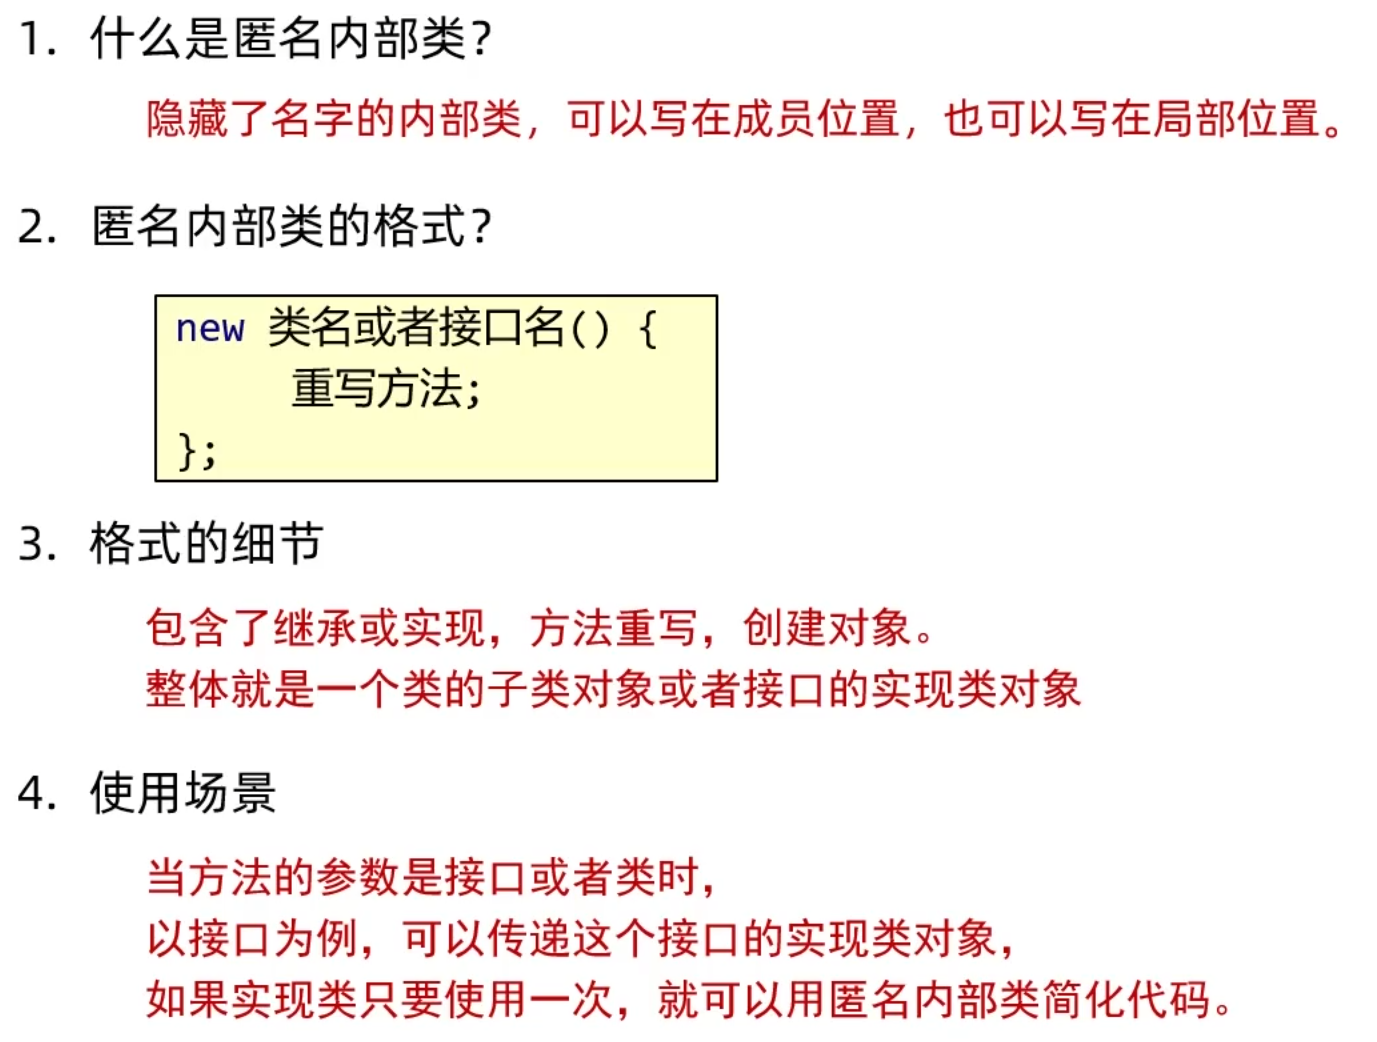 1. 什么是匿名内部类？
隐藏了名字的内部类，可以写在成员位置，也可以写在局部位置。
2. 匿名内部类的格式？
new 类名或者接口名() {
重写方法;
};
3. 格式的细节
包含了继承或实现，方法重写，创建对象。
整体就是一个类的子类对象或者接口的实现类对象
4. 使用场景
当方法的参数是接口或者类时，
以接口为例，可以传递这个接口的实现类对象，
如果实现类只要使用一次，就可以用匿名内部类简化代码。